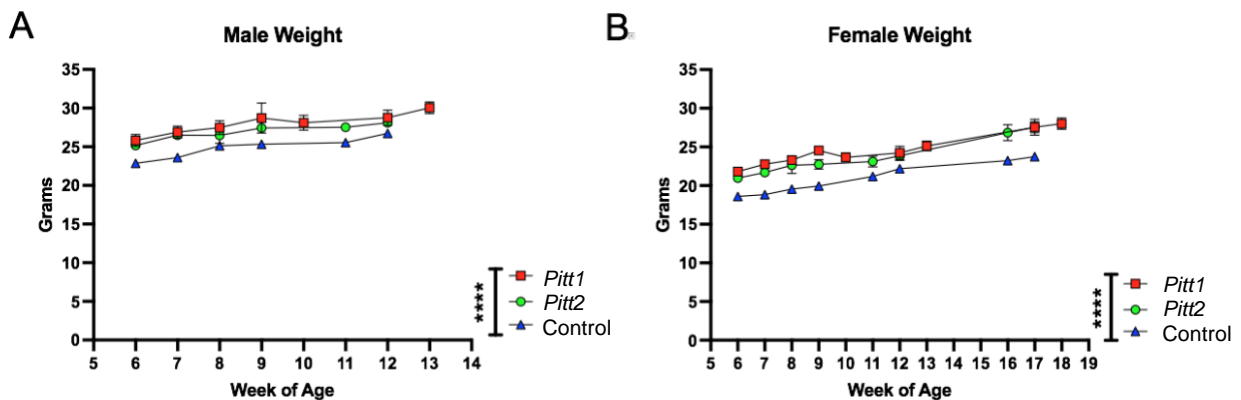 A
Male Weight
35
30
25
20
15
10
5
0
Grams
5 6 7 8 9 10 11 12 13 14
Week of Age
****
Pitt1
Pitt2
Control
B
Female Weight
35
30
25
20
15
10
5
0
Grams
5 6 7 8 9 10 11 12 13 14 15 16 17 18 19
Week of Age
****
Pitt1
Pitt2
Control